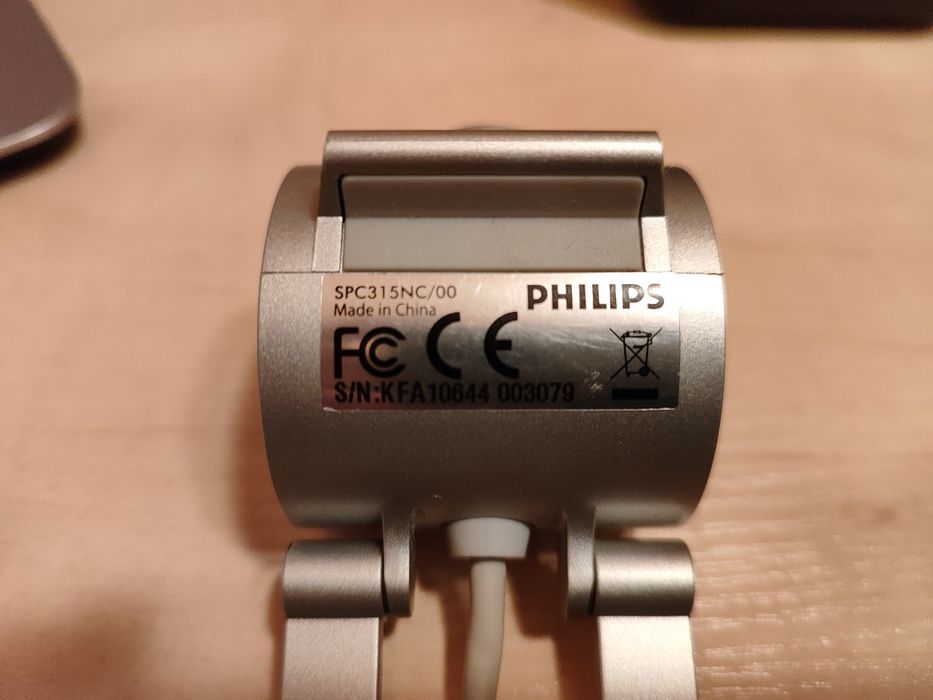 SPC315NC/00
PHILIPS
Made in China
FC CE
S/N:KFA10644 003079